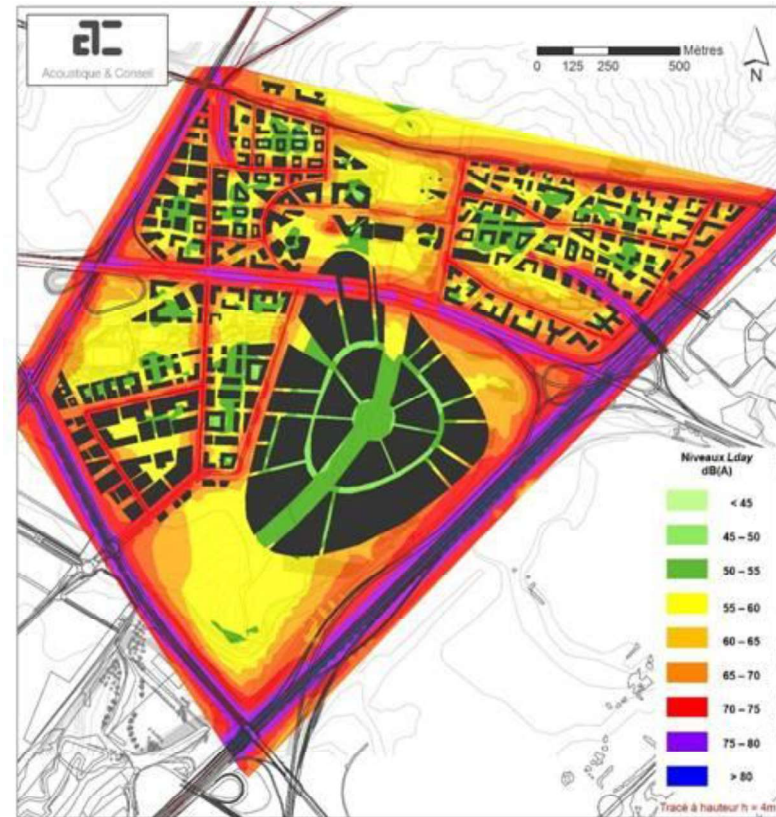 ac
Acoustique & Conseil
Mètres
0 125 250 500
N
Niveaux Lday
dB(A)
< 45
45 – 50
50 – 55
55 – 60
60 – 65
65 – 70
70 – 75
75 – 80
> 80
Tracé à hauteur h = 4m